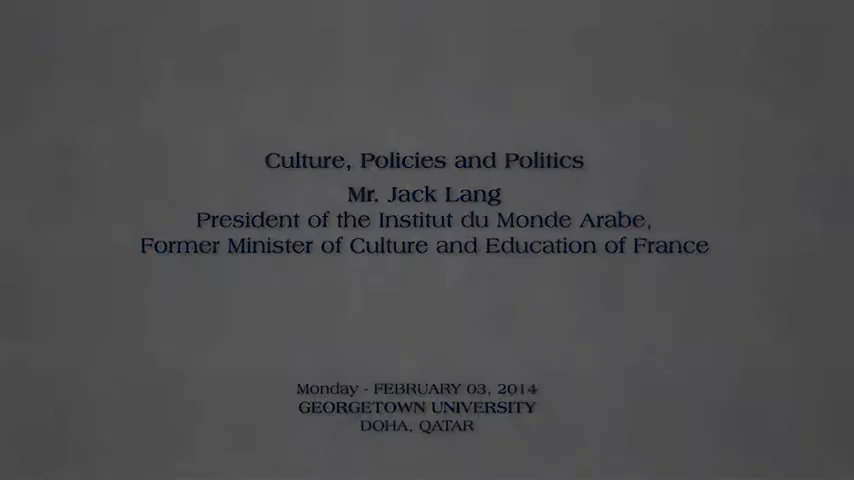 Culture, Policies and Politics
Mr. Jack Lang
President of the Institut du Monde Arabe,
Former Minister of Culture and Education of France
Monday - FEBRUARY 03, 2014
GEORGETOWN UNIVERSITY
DOHA, QATAR